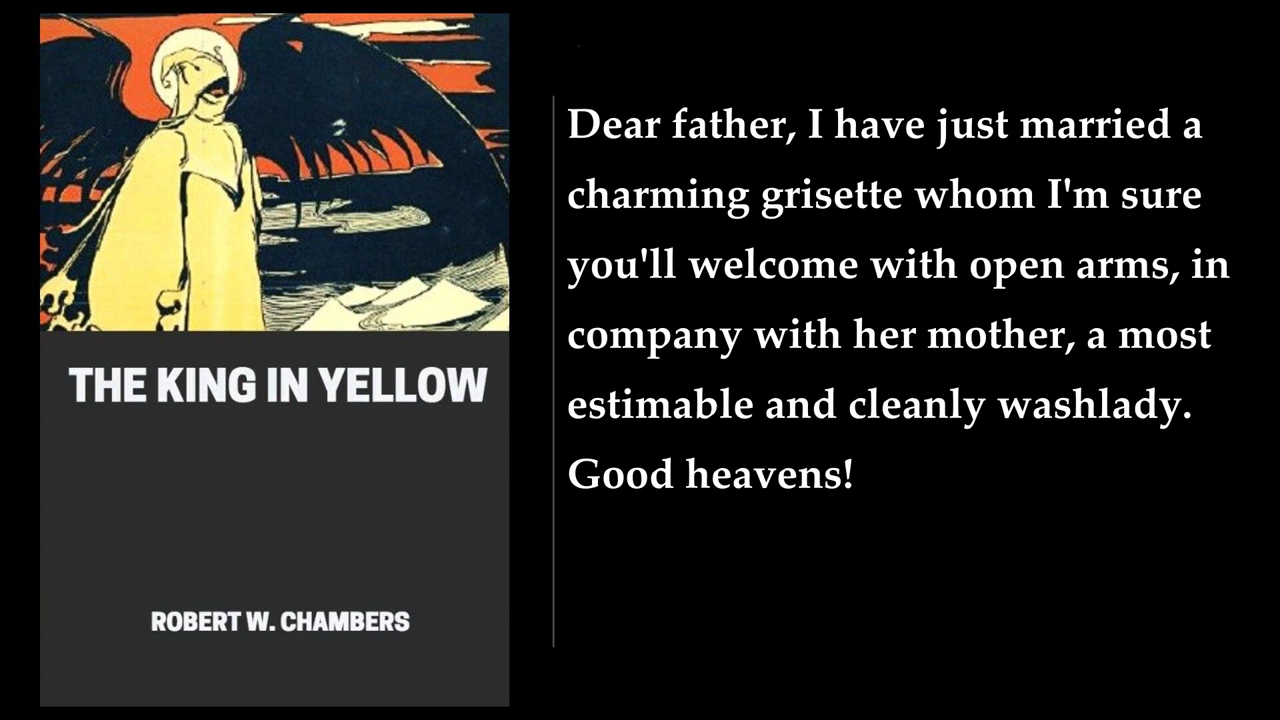 THE KING IN YELLOW
ROBERT W. CHAMBERS
Dear father, I have just married a
charming grisette whom I'm sure
you'll welcome with open arms, in
company with her mother, a most
estimable and cleanly washlady.
Good heavens!